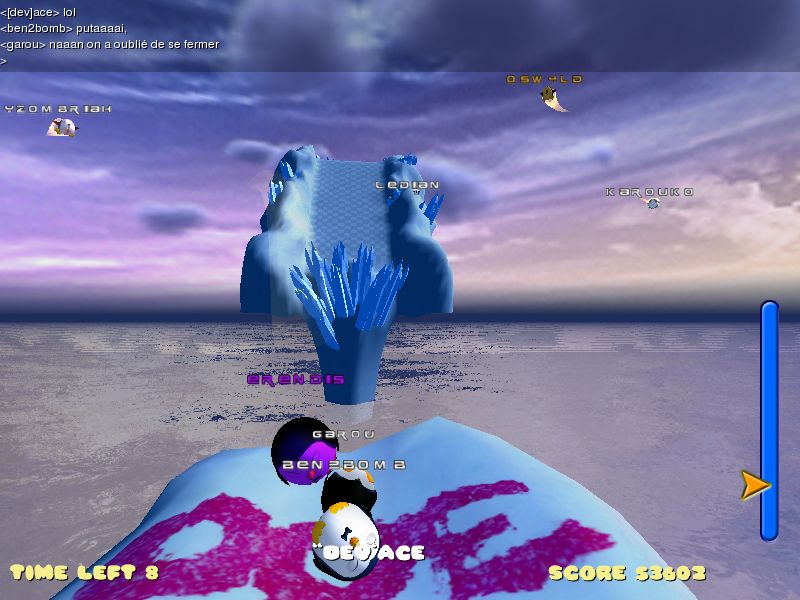 <[dev]ace> lol
<ben2bomb> putaaaai,
<garou> naaan on a oublié de se fermer
>
OSWALD
YZOMBRIAH
LEDIAN
KAROUKO
ERENDIS
GAROU
BEN2BOMB
DEV ACE
TIME LEFT 8
SCORE 53602